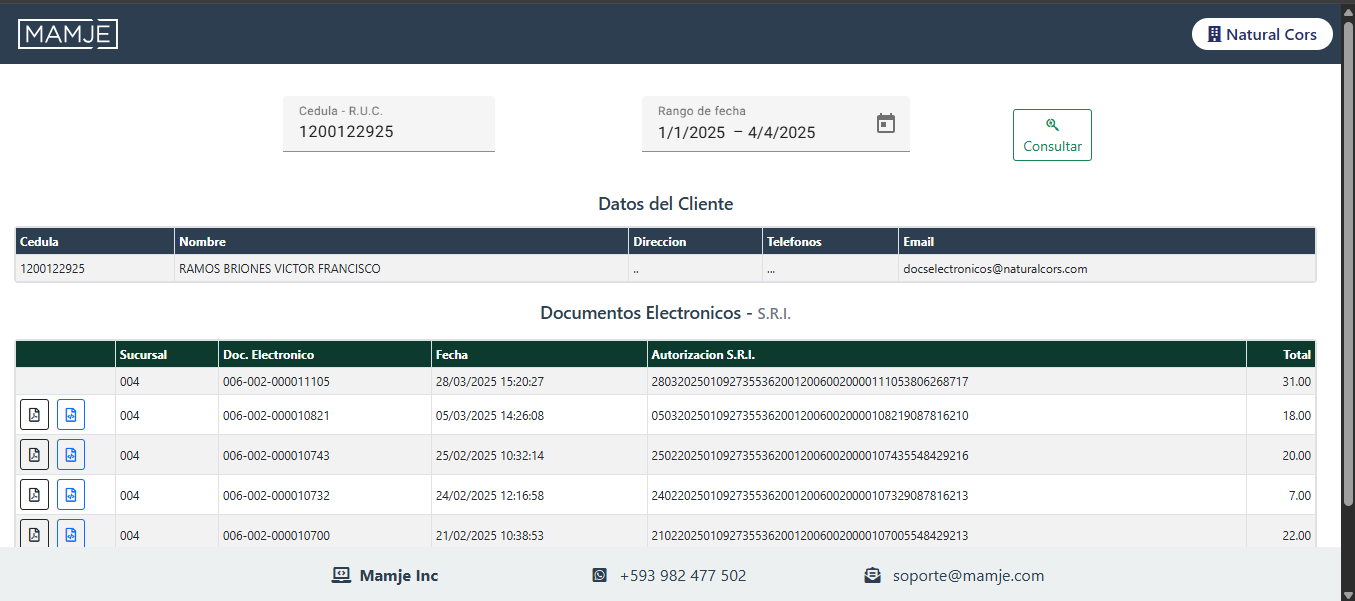 MAMJE
Natural Cors
Cedula - R.U.C.
1200122925
Rango de fecha
1/1/2025 – 4/4/2025
Consultar
Datos del Cliente
Cedula Nombre Direccion Telefonos Email
1200122925 RAMOS BRIONES VICTOR FRANCISCO .. ... docselectronicos@naturalcors.com
Documentos Electronicos - S.R.I.
Sucursal Doc. Electronico Fecha Autorizacion S.R.I. Total
004 006-002-000011105 28/03/2025 15:20:27 2803202501092735536200120060020000111053806268717 31.00
004 006-002-000010821 05/03/2025 14:26:08 0503202501092735536200120060020000108219087816210 18.00
004 006-002-000010743 25/02/2025 10:32:14 2502202501092735536200120060020000107435548429216 20.00
004 006-002-000010732 24/02/2025 12:16:58 2402202501092735536200120060020000107329087816213 7.00
004 006-002-000010700 21/02/2025 10:38:53 2102202501092735536200120060020000107005548429213 22.00
Mamje Inc +593 982 477 502 soporte@mamje.com